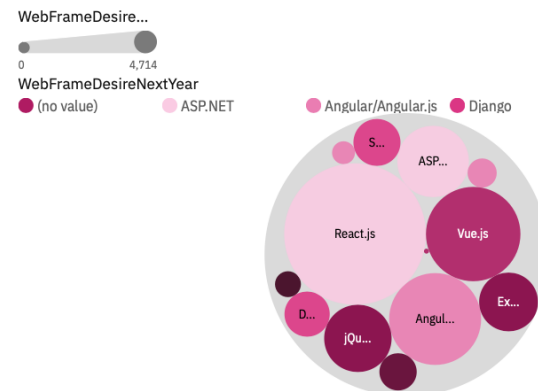 WebFrameDesire...
0 4,714
WebFrameDesireNextYear
(no value) ASP.NET Angular/Angular.js Django
S...
ASP...
React.js Vue.js
Ex...
D... Angul...
jQu...